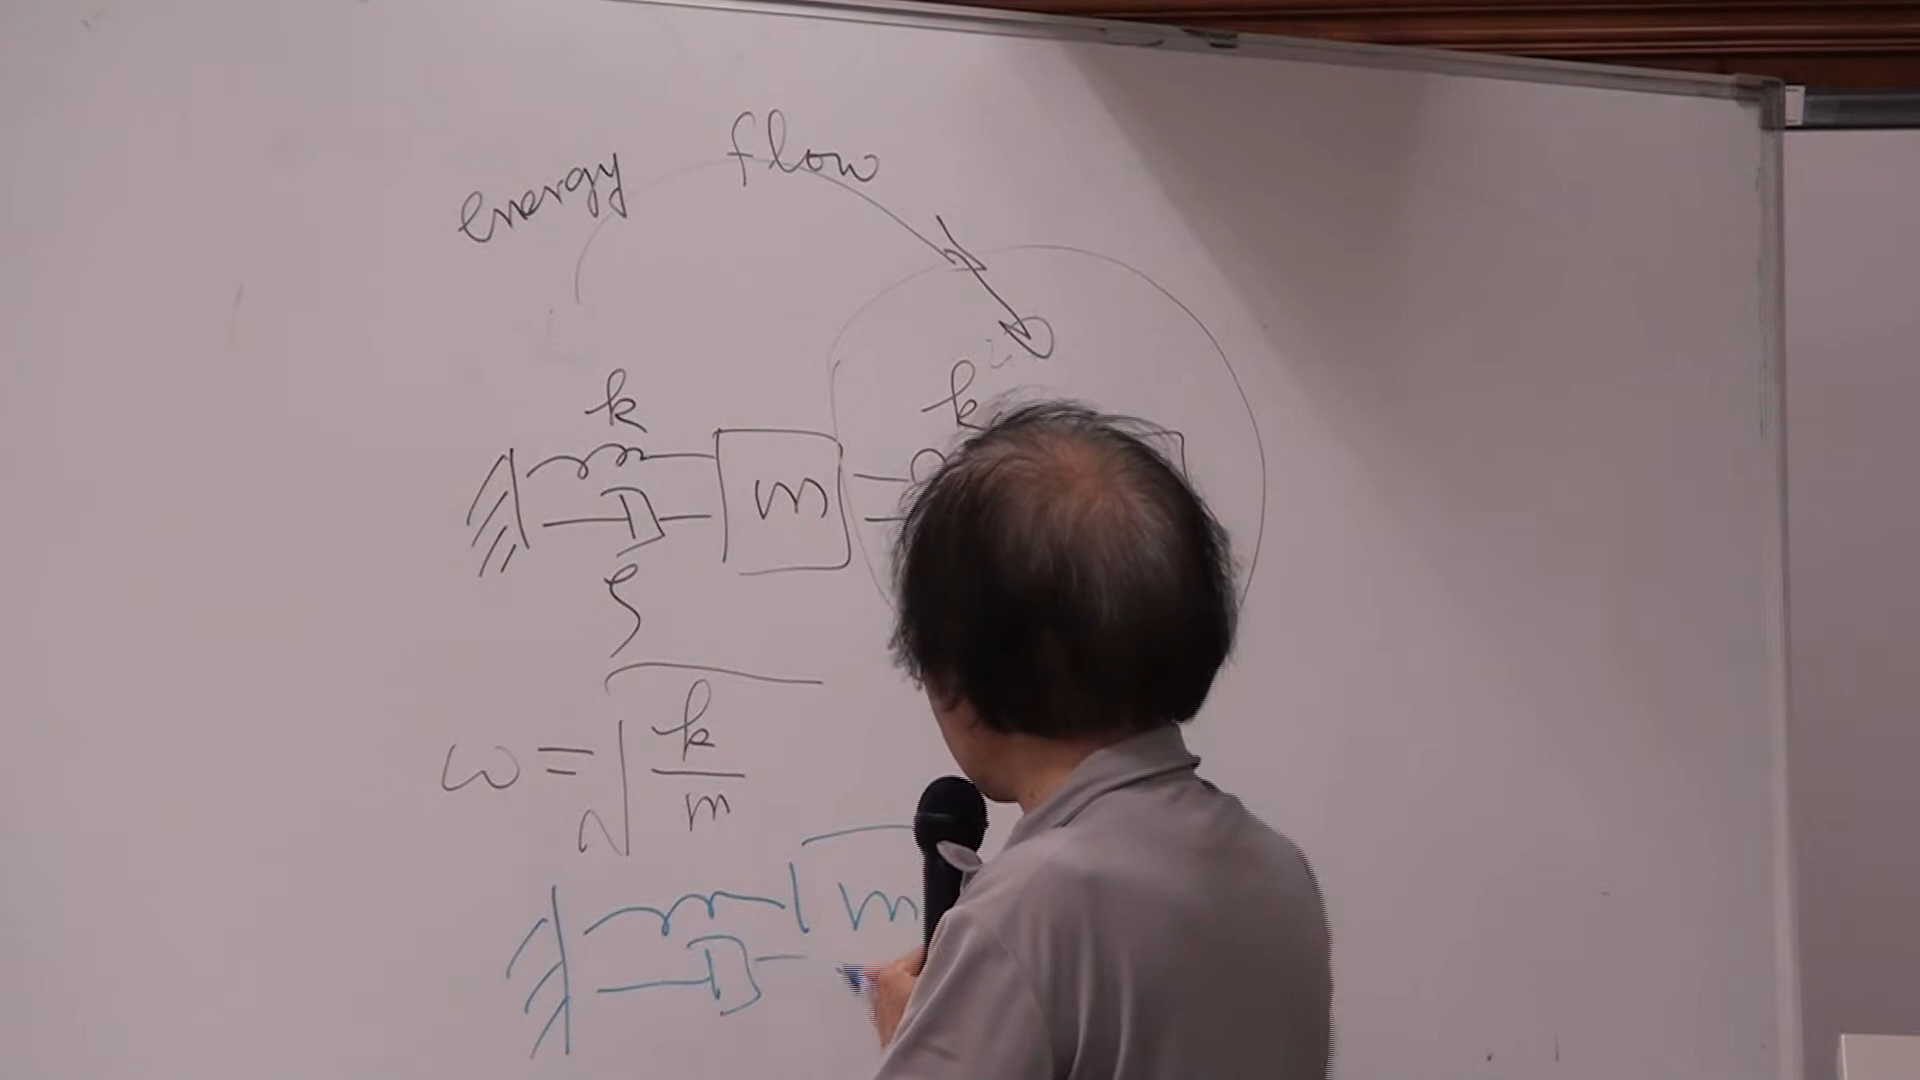 energy flow
k k
m
ζ
ω = √k/m
m